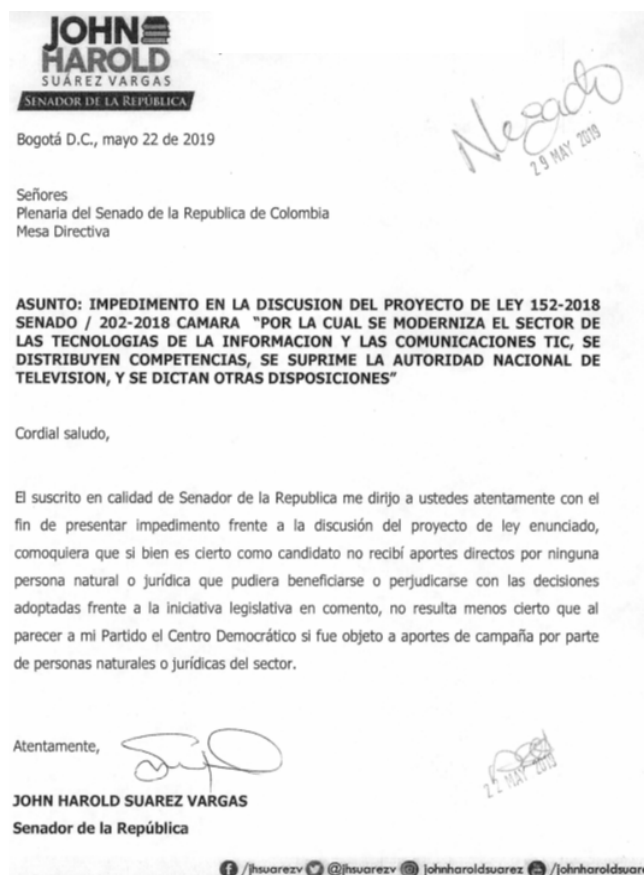 JOHN
HAROLD
SUÁREZ VARGAS
SENADOR DE LA REPÚBLICA
Negado
29 MAY 2019
Bogotá D.C., mayo 22 de 2019
Señores
Plenaria del Senado de la Republica de Colombia
Mesa Directiva
ASUNTO: IMPEDIMENTO EN LA DISCUSION DEL PROYECTO DE LEY 152-2018
SENADO / 202-2018 CAMARA "POR LA CUAL SE MODERNIZA EL SECTOR DE
LAS TECNOLOGIAS DE LA INFORMACION Y LAS COMUNICACIONES TIC, SE
DISTRIBUYEN COMPETENCIAS, SE SUPRIME LA AUTORIDAD NACIONAL DE
TELEVISION, Y SE DICTAN OTRAS DISPOSICIONES"
Cordial saludo,
El suscrito en calidad de Senador de la Republica me dirijo a ustedes atentamente con el
fin de presentar impedimento frente a la discusión del proyecto de ley enunciado,
comoquiera que si bien es cierto como candidato no recibí aportes directos por ninguna
persona natural o jurídica que pudiera beneficiarse o perjudicarse con las decisiones
adoptadas frente a la iniciativa legislativa en comento, no resulta menos cierto que al
parecer a mi Partido el Centro Democrático si fue objeto a aportes de campaña por parte
de personas naturales o jurídicas del sector.
Atentamente,
22 MAY 2019
JOHN HAROLD SUAREZ VARGAS
Senador de la República
/jhsuarezv @jhsuarezv johnharoldsuarez /johnharoldsuar